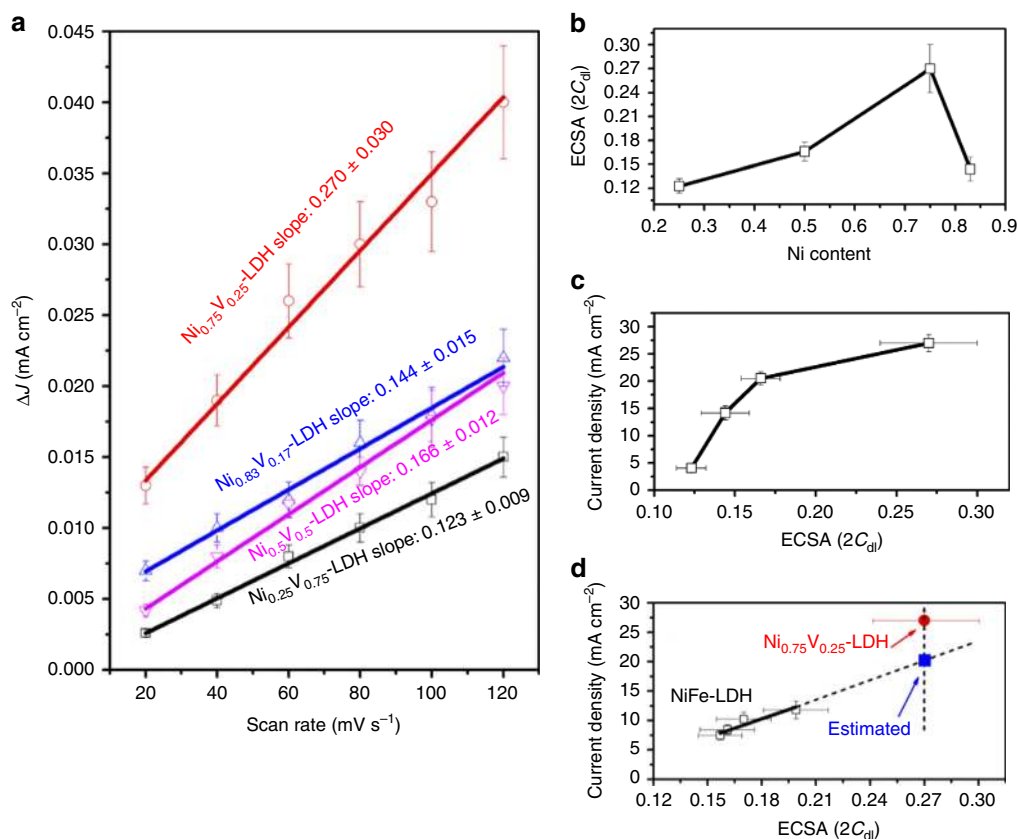 a
0.045
0.040
0.035
0.030
0.025
0.020
0.015
0.010
0.005
0.000
ΔJ (mA cm⁻²)
20 40 60 80 100 120
Scan rate (mV s⁻¹)
Ni₀.₇₅V₀.₂₅-LDH slope: 0.270 ± 0.030
Ni₀.₈₃V₀.₁₇-LDH slope: 0.144 ± 0.015
Ni₀.₅V₀.₅-LDH slope: 0.166 ± 0.012
Ni₀.₂₅V₀.₇₅-LDH slope: 0.123 ± 0.009
b
0.30
0.27
0.24
0.21
0.18
0.15
0.12
ECSA (2C_dl)
0.2 0.3 0.4 0.5 0.6 0.7 0.8 0.9
Ni content
c
30
25
20
15
10
5
0
Current density (mA cm⁻²)
0.10 0.15 0.20 0.25 0.30
ECSA (2C_dl)
d
30
25
20
15
10
5
0
Current density (mA cm⁻²)
Ni₀.₇₅V₀.₂₅-LDH
NiFe-LDH
Estimated
0.12 0.15 0.18 0.21 0.24 0.27 0.30
ECSA (2C_dl)